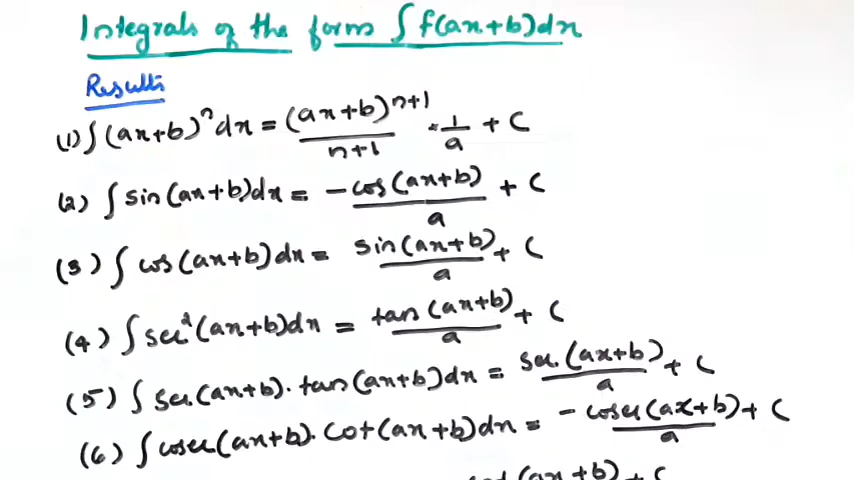 Integrals of the form ∫ f(ax+b)dx
Results
(1) ∫ (ax+b)^n dx = (ax+b)^(n+1)/(n+1) · 1/a + C
(2) ∫ sin(ax+b)dx = -cos(ax+b)/a + C
(3) ∫ cos(ax+b)dx = sin(ax+b)/a + C
(4) ∫ sec²(ax+b)dx = tan(ax+b)/a + C
(5) ∫ sec(ax+b). tan(ax+b)dx = sec.(ax+b)/a + C
(6) ∫ cosec(ax+b). cot(ax+b)dx = -cosec(ax+b)/a + C